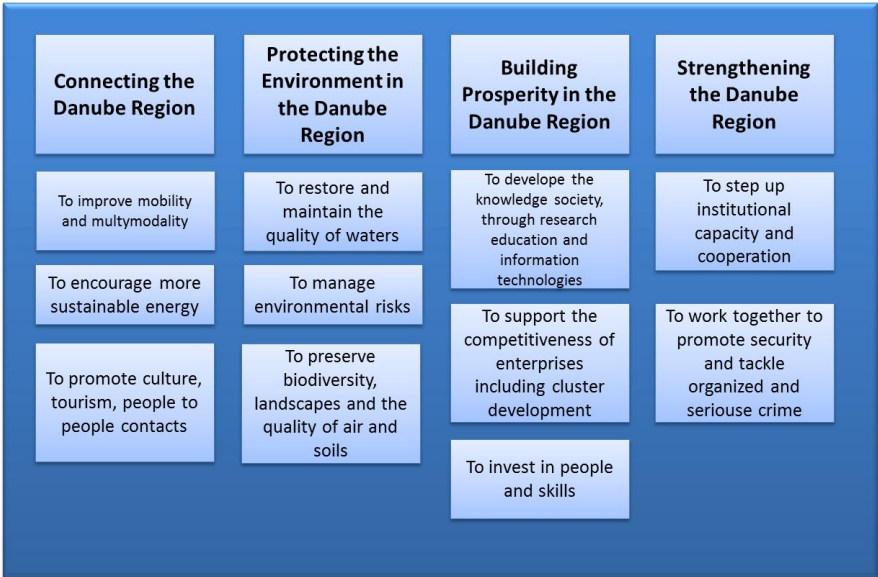 Connecting the
Danube Region
To improve mobility
and multymodality
To encourage more
sustainable energy
To promote culture,
tourism, people to
people contacts
Protecting the
Environment in
the Danube
Region
To restore and
maintain the
quality of waters
To manage
environmental risks
To preserve
biodiversity,
landscapes and the
quality of air and
soils
Building
Prosperity in the
Danube Region
To develope the
knowledge society,
through research
education and
information
technologies
To support the
competitiveness of
enterprises
including cluster
development
To invest in people
and skills
Strengthening
the Danube
Region
To step up
institutional
capacity and
cooperation
To work together to
promote security
and tackle
organized and
seriouse crime